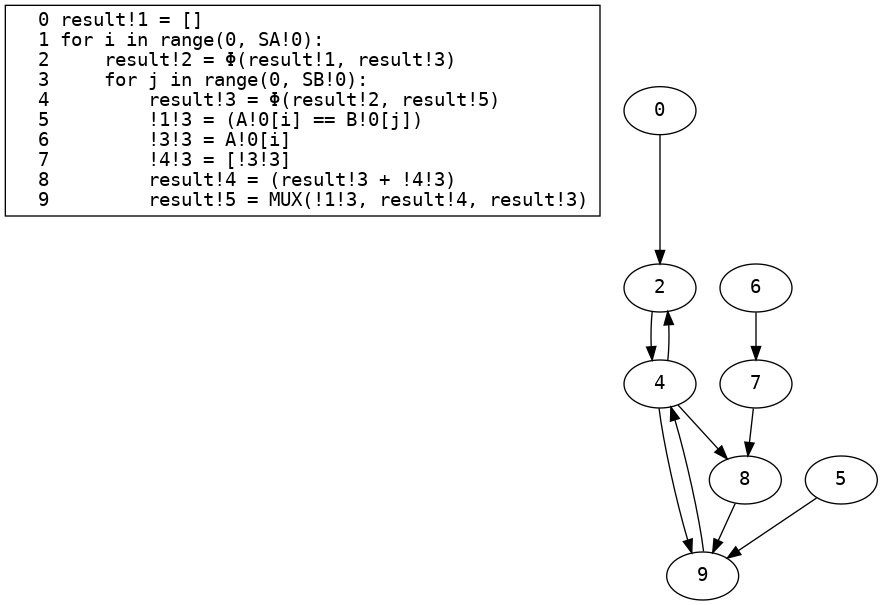 0 result!1 = []
1 for i in range(0, SA!0):
2     result!2 = Φ(result!1, result!3)
3     for j in range(0, SB!0):
4         result!3 = Φ(result!2, result!5)
5         !1!3 = (A!0[i] == B!0[j])
6         !3!3 = A!0[i]
7         !4!3 = [!3!3]
8         result!4 = (result!3 + !4!3)
9         result!5 = MUX(!1!3, result!4, result!3)
0
2
6
4
7
8
5
9